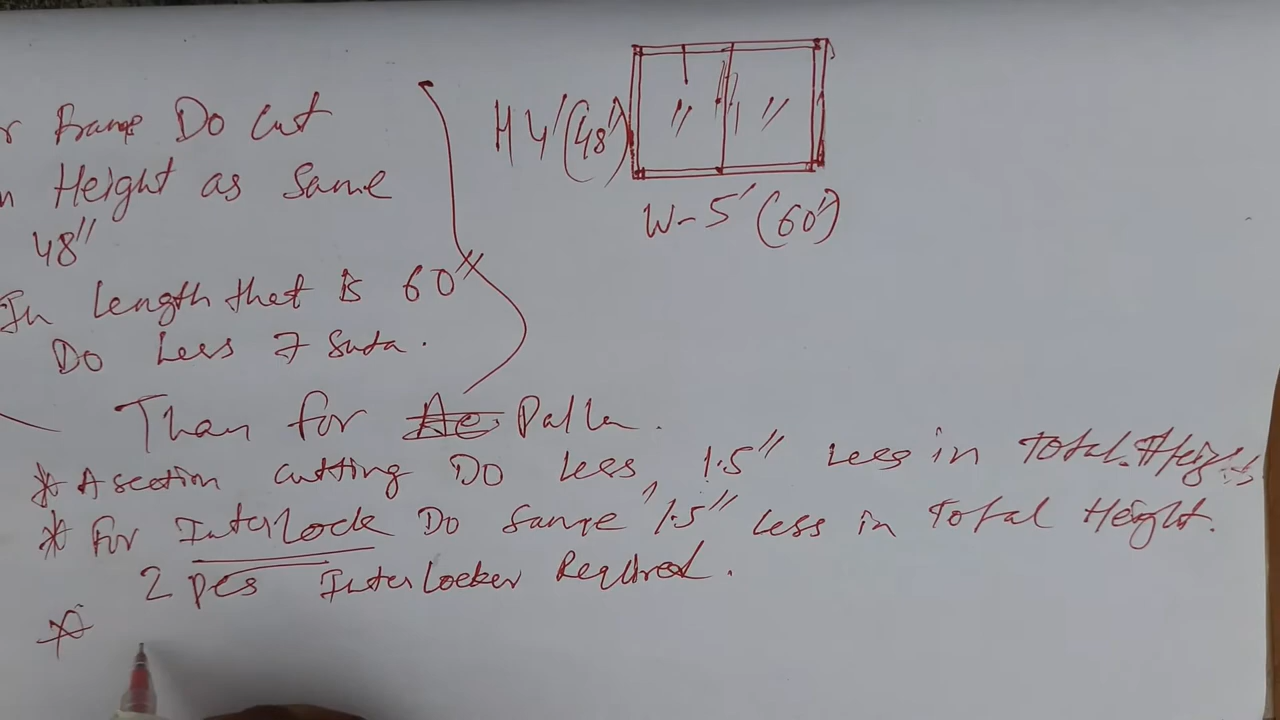 r Frame Do Cut
n Height as Same
48"
In length that is 60"
Do Less 7 Suta.
H 4' (48")
W- 5' (60")
Than for Palla.
* A section cutting Do Less 1.5" Less in Total Height
* For InterLock Do Same 1.5" Less in Total Height.
2 pes InterLocker Required.
*